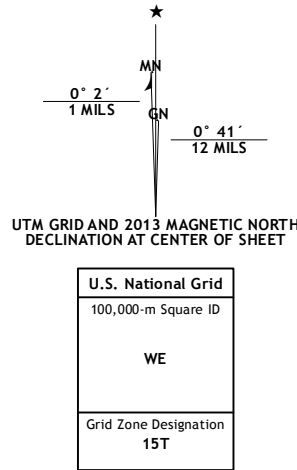 MN
0° 2´
1 MILS
GN
0° 41´
12 MILS
UTM GRID AND 2013 MAGNETIC NORTH
DECLINATION AT CENTER OF SHEET
U.S. National Grid
100,000-m Square ID
WE
Grid Zone Designation
15T